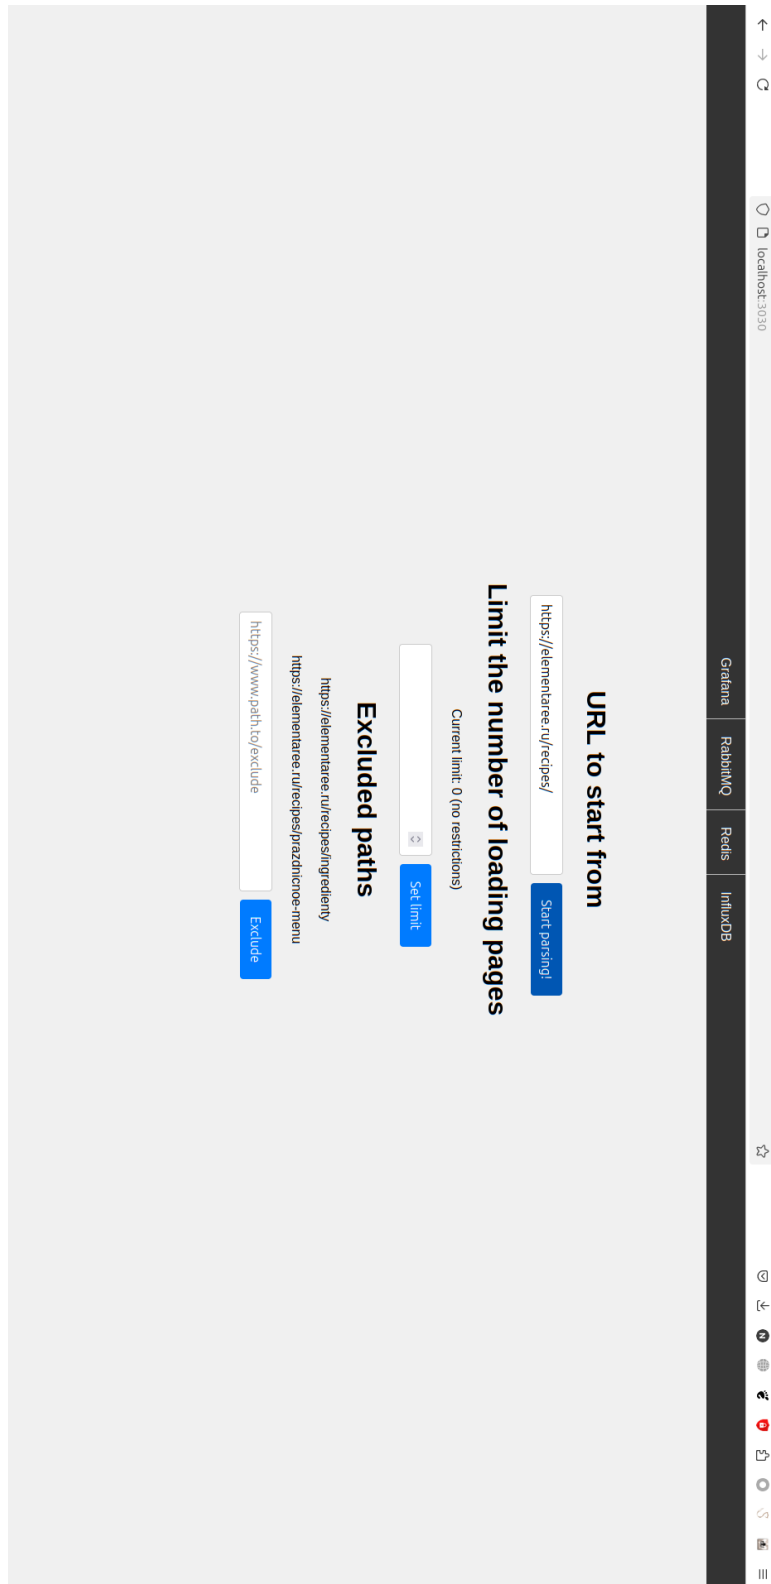 localhost:3030
Grafana RabbitMQ Redis InfluxDB
URL to start from
https://elementaree.ru/recipes/ Start parsing!
Limit the number of loading pages
Current limit: 0 (no restrictions)
Set limit
Excluded paths
https://elementaree.ru/recipes/ingredienty
https://elementaree.ru/recipes/prazdnicnoe-menu
https://www.path.to/exclude Exclude